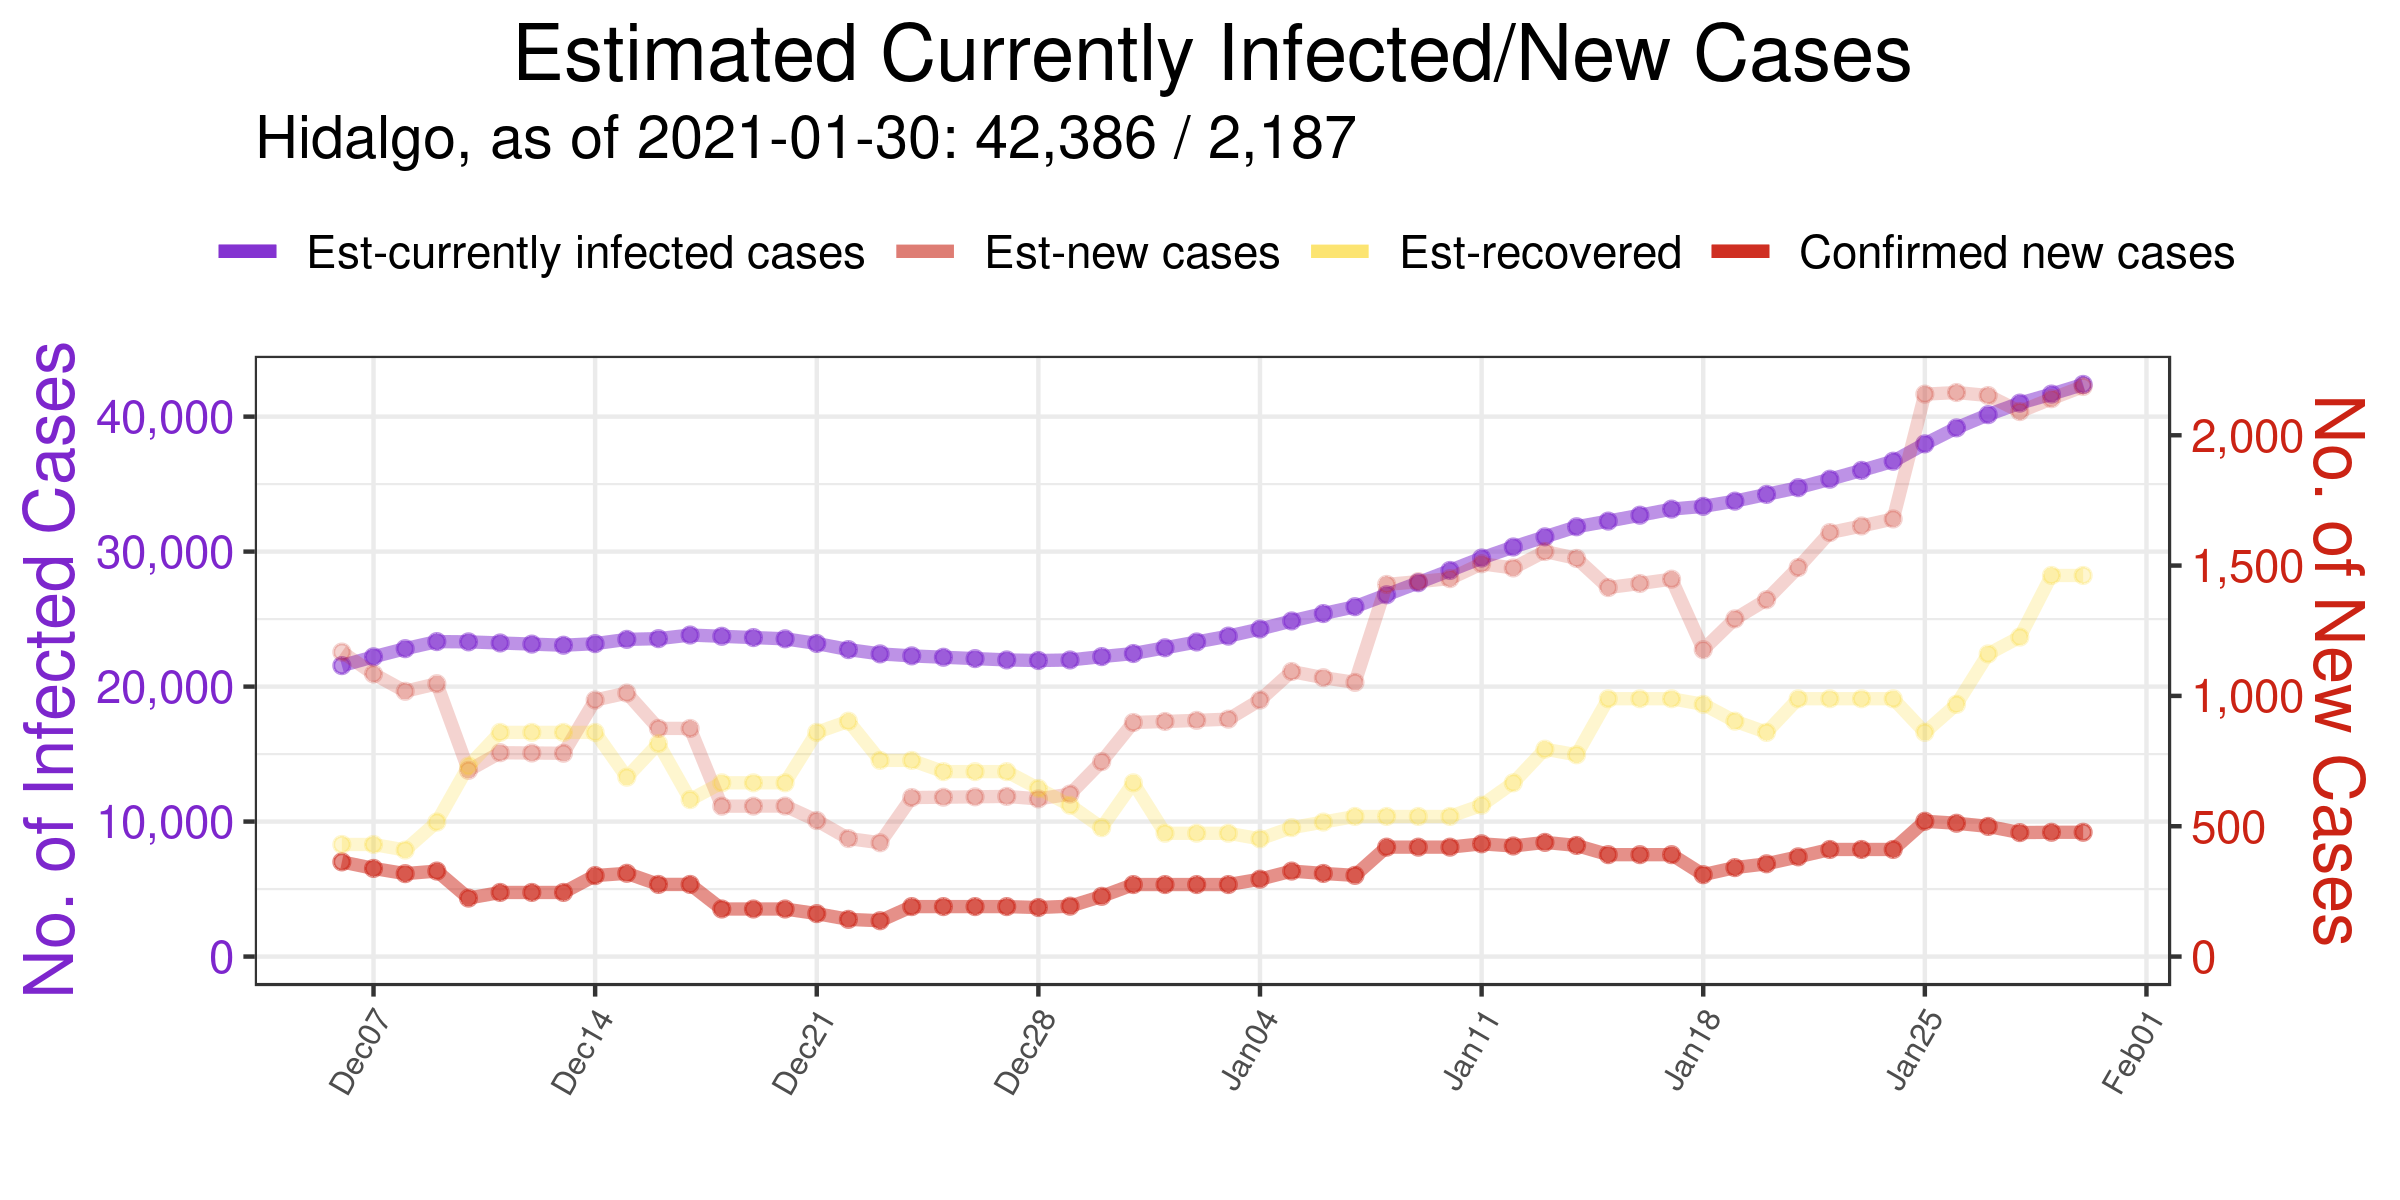 Estimated Currently Infected/New Cases
Hidalgo, as of 2021-01-30: 42,386 / 2,187
Est-currently infected cases Est-new cases Est-recovered Confirmed new cases
No. of Infected Cases
40,000
30,000
20,000
10,000
0
2,000
1,500
1,000
500
0
No. of New Cases
Dec07 Dec14 Dec21 Dec28 Jan04 Jan11 Jan18 Jan25 Feb01